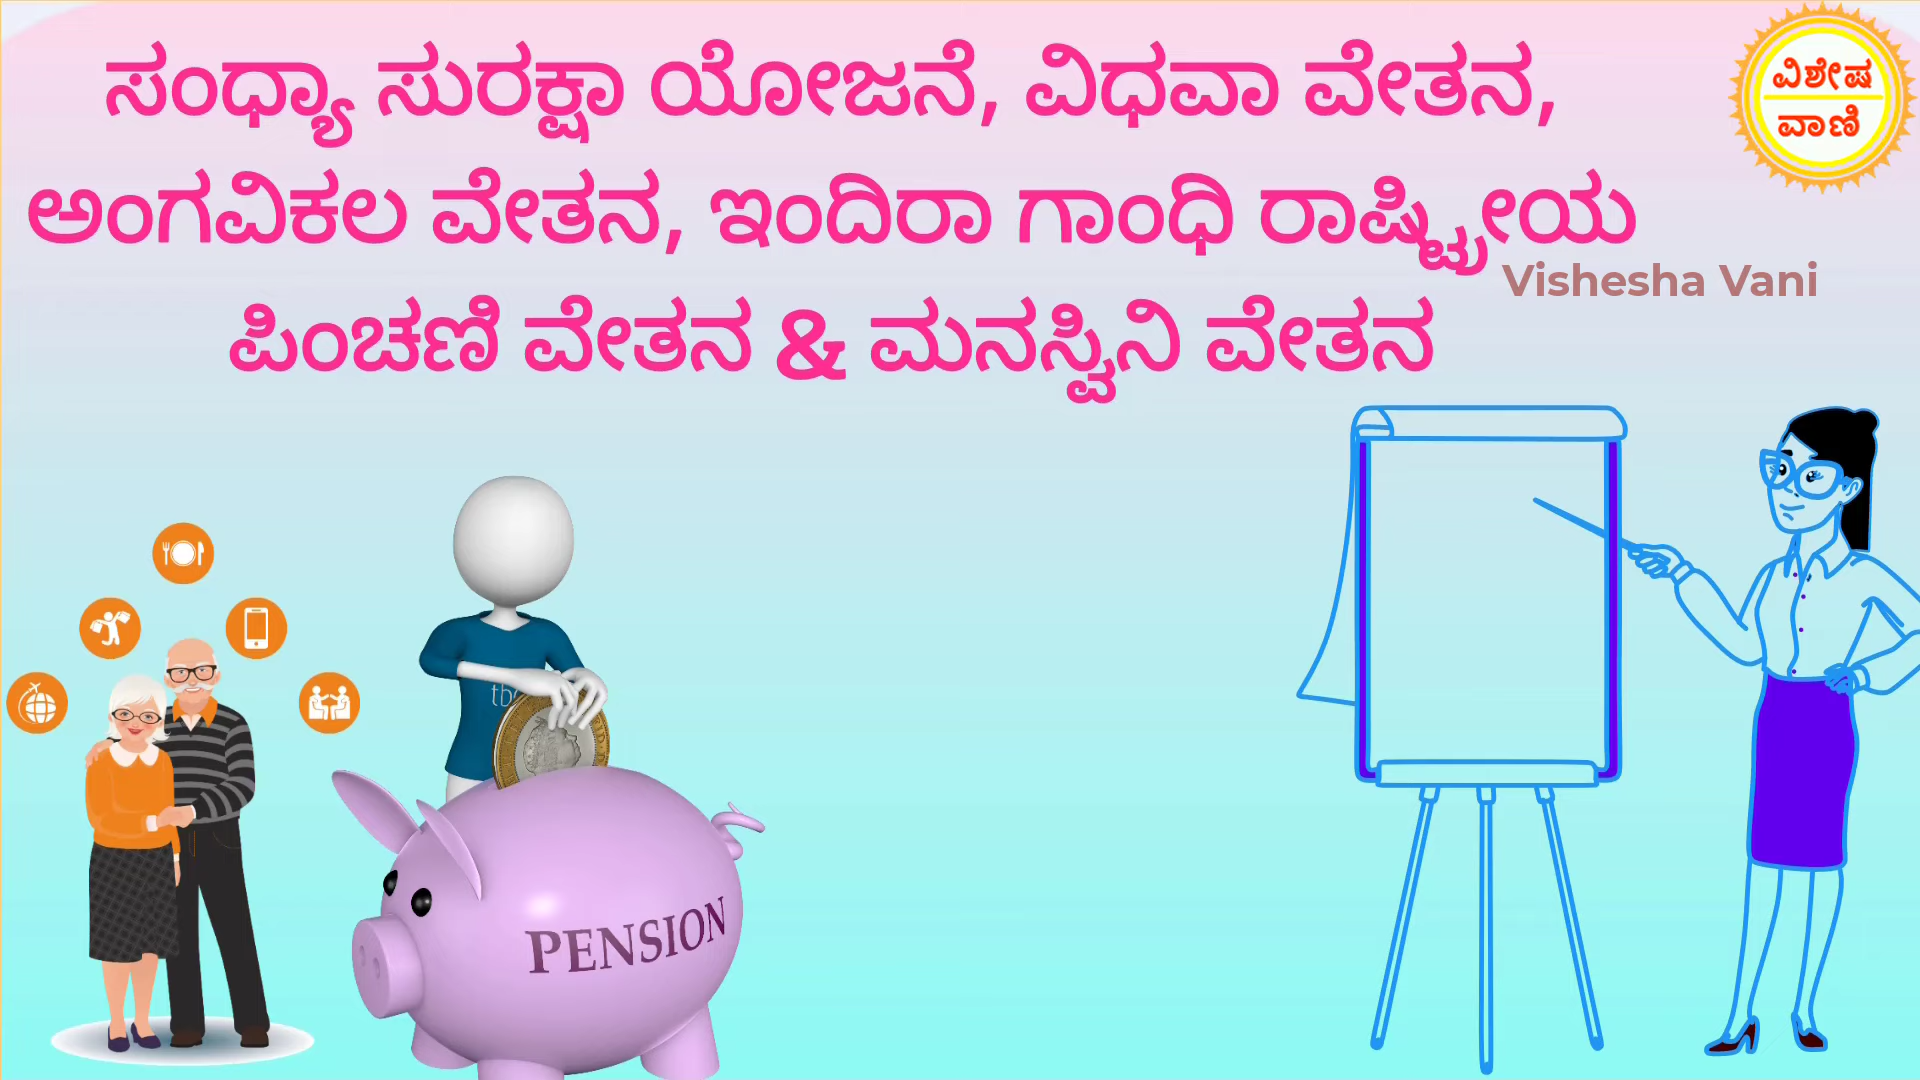 ಸಂಧ್ಯಾ ಸುರಕ್ಷಾ ಯೋಜನೆ, ವಿಧವಾ ವೇತನ,
ಅಂಗವಿಕಲ ವೇತನ, ಇಂದಿರಾ ಗಾಂಧಿ ರಾಷ್ಟ್ರೀಯ
ಪಿಂಚಣಿ ವೇತನ & ಮನಸ್ವಿನಿ ವೇತನ
ವಿಶೇಷ
ವಾಣಿ
Vishesha Vani
PENSION